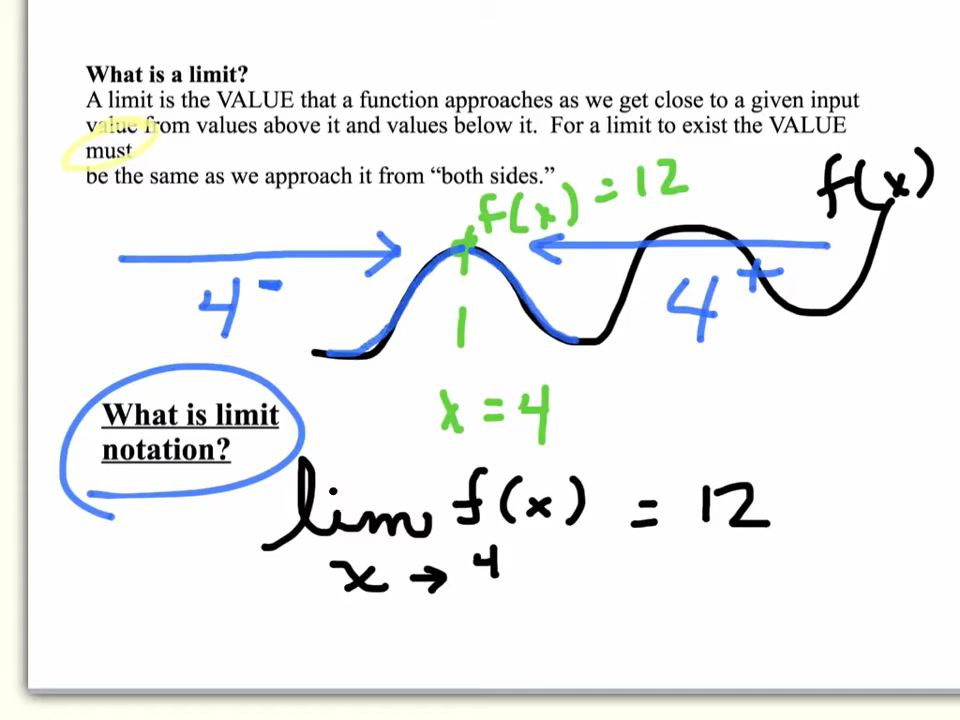 What is a limit?
A limit is the VALUE that a function approaches as we get close to a given input
value from values above it and values below it.  For a limit to exist the VALUE
must
be the same as we approach it from “both sides.”
f(x) = 12
f(x)
4⁻
4⁺
1
x = 4
What is limit
notation?
lim f(x) = 12
x → 4